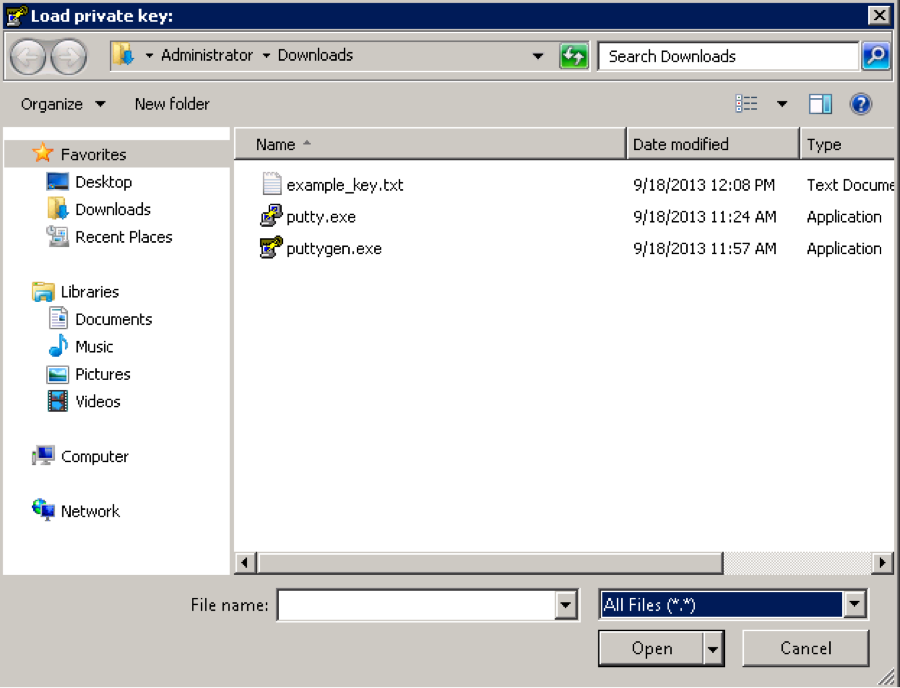 Load private key:
Administrator Downloads
Search Downloads
Organize New folder
Name Date modified Type
Favorites
Desktop
Downloads
Recent Places
Libraries
Documents
Music
Pictures
Videos
Computer
Network
example_key.txt 9/18/2013 12:08 PM Text Docume
putty.exe 9/18/2013 11:24 AM Application
puttygen.exe 9/18/2013 11:57 AM Application
File name: All Files (*.*)
Open Cancel